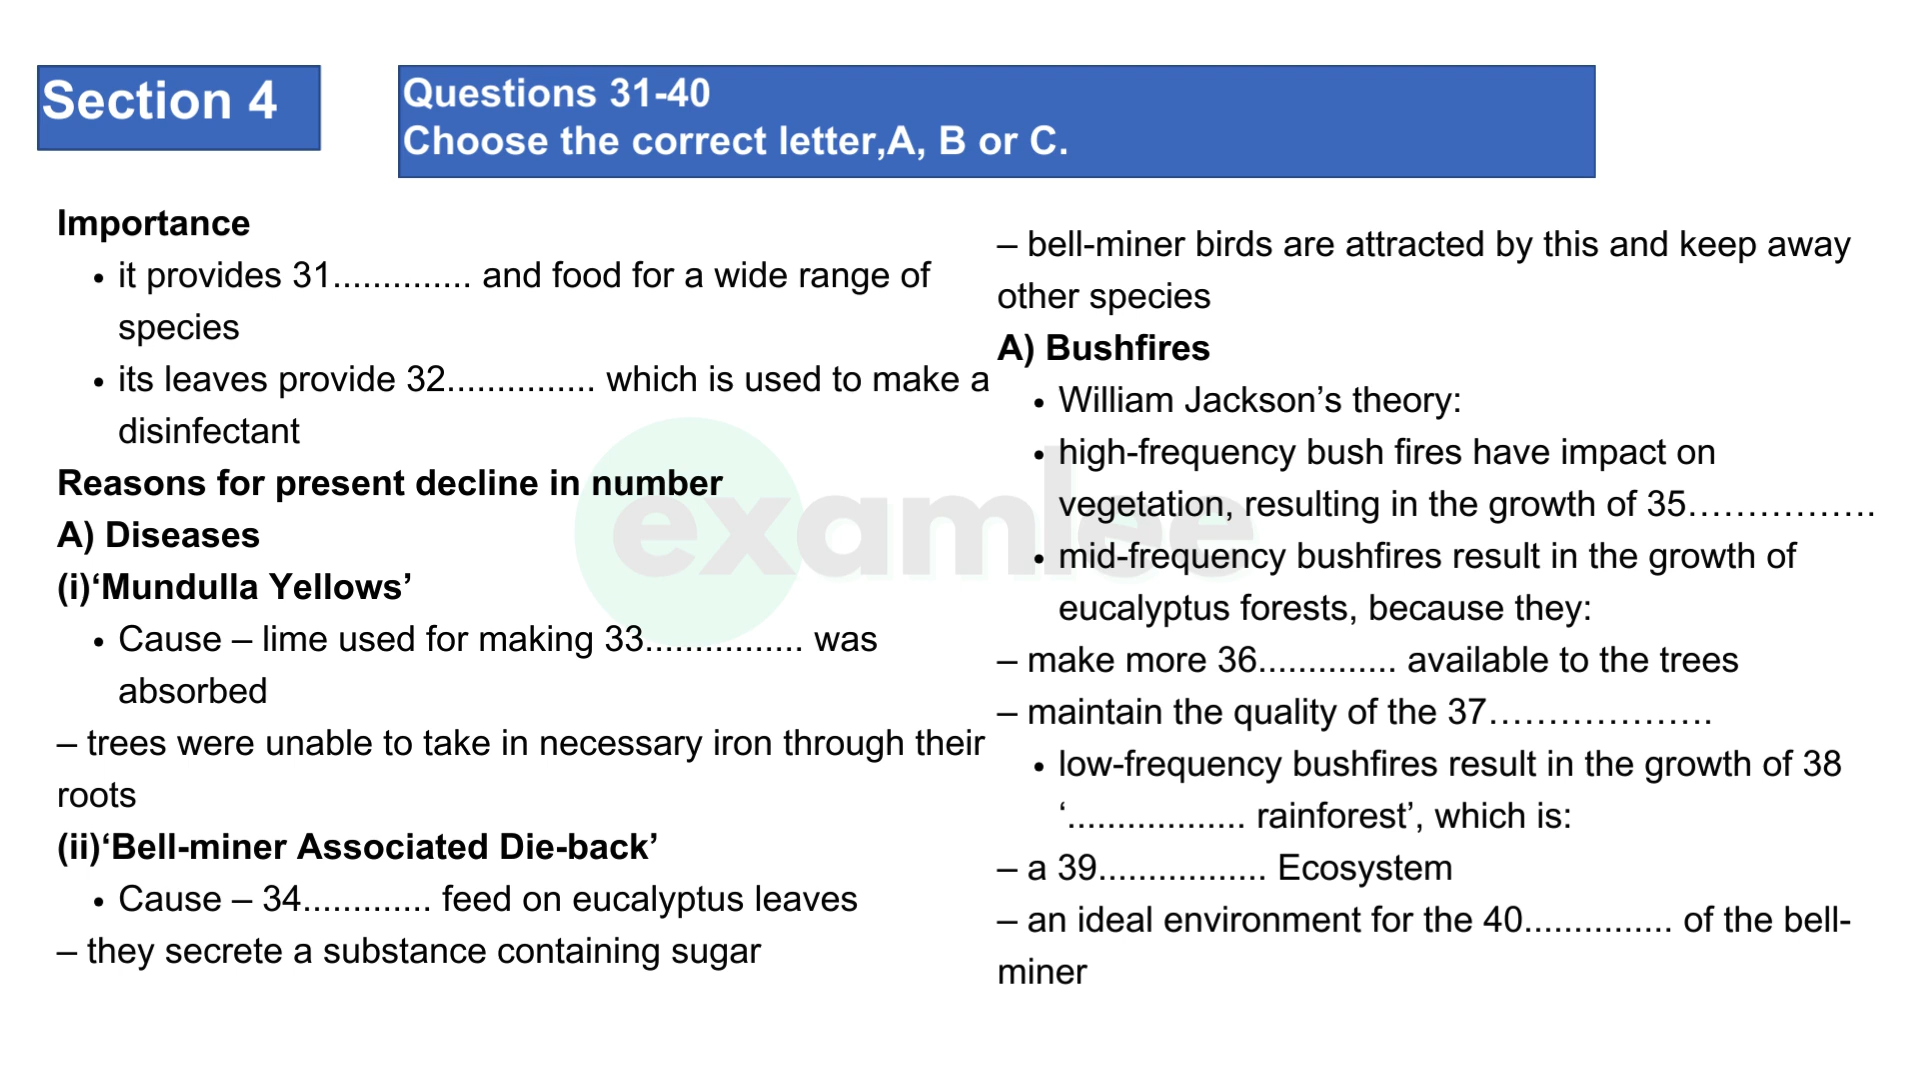 Section 4
Questions 31-40
Choose the correct letter,A, B or C.
Importance
• it provides 31.............. and food for a wide range of
species
• its leaves provide 32............... which is used to make a
disinfectant
Reasons for present decline in number
A) Diseases
(i)‘Mundulla Yellows’
• Cause – lime used for making 33................ was
absorbed
– trees were unable to take in necessary iron through their
roots
(ii)‘Bell-miner Associated Die-back’
• Cause – 34............. feed on eucalyptus leaves
– they secrete a substance containing sugar
– bell-miner birds are attracted by this and keep away
other species
A) Bushfires
• William Jackson’s theory:
• high-frequency bush fires have impact on
vegetation, resulting in the growth of 35…………….
• mid-frequency bushfires result in the growth of
eucalyptus forests, because they:
– make more 36.............. available to the trees
– maintain the quality of the 37………………….
• low-frequency bushfires result in the growth of 38
‘.................. rainforest’, which is:
– a 39................. Ecosystem
– an ideal environment for the 40............... of the bell-
miner
examlee